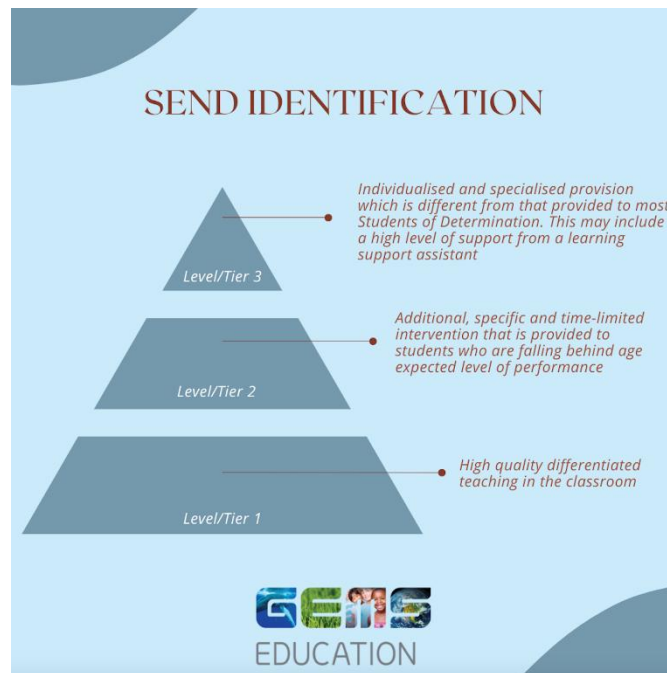 SEND IDENTIFICATION
Individualised and specialised provision
which is different from that provided to most
Students of Determination. This may include
a high level of support from a learning
support assistant
Level/Tier 3
Additional, specific and time-limited
intervention that is provided to
students who are falling behind age
expected level of performance
Level/Tier 2
High quality differentiated
teaching in the classroom
Level/Tier 1
GEMS
EDUCATION